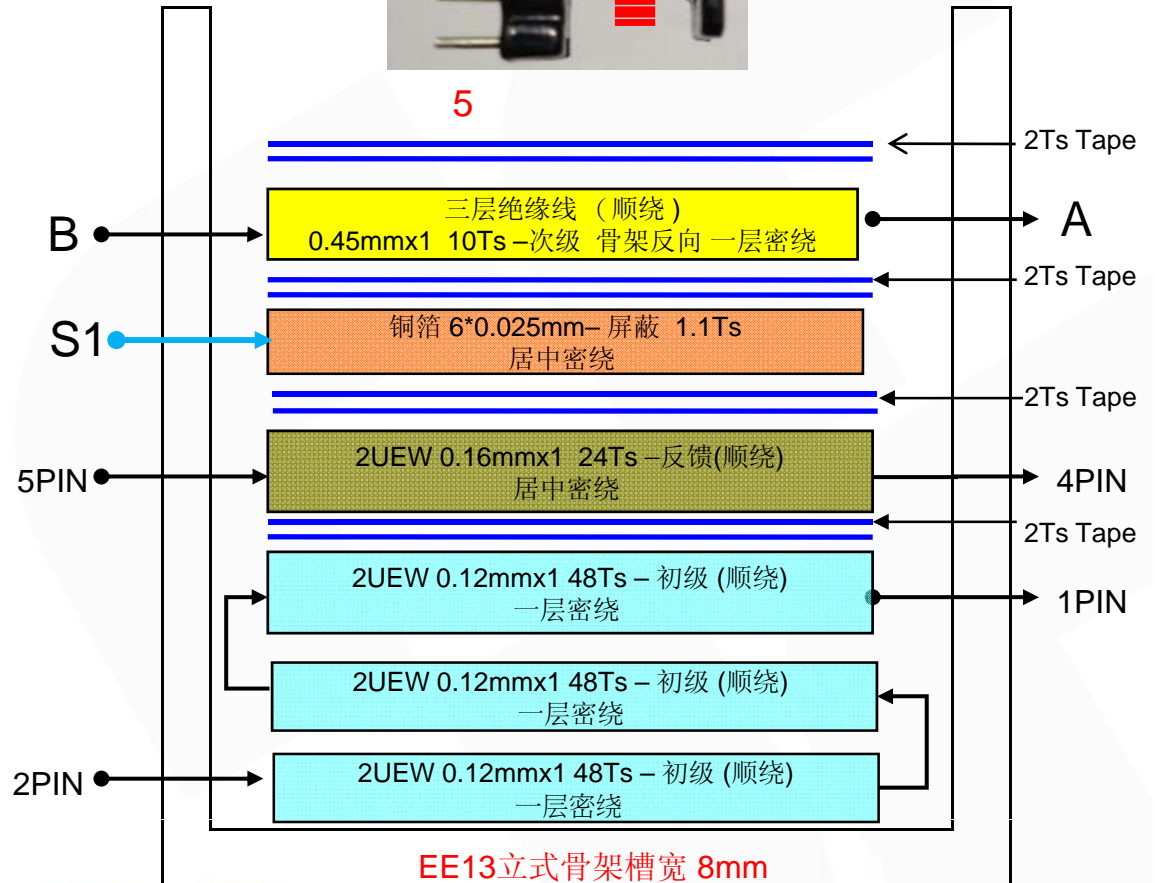 5
2Ts Tape
B
三层绝缘线 （顺绕 )
0.45mmx1 10Ts –次级 骨架反向 一层密绕
A
2Ts Tape
S1
铜箔 6*0.025mm– 屏蔽 1.1Ts
居中密绕
2Ts Tape
5PIN
2UEW 0.16mmx1 24Ts –反馈(顺绕)
居中密绕
4PIN
2Ts Tape
2UEW 0.12mmx1 48Ts – 初级 (顺绕)
一层密绕
1PIN
2UEW 0.12mmx1 48Ts – 初级 (顺绕)
一层密绕
2PIN
2UEW 0.12mmx1 48Ts – 初级 (顺绕)
一层密绕
EE13立式骨架槽宽 8mm